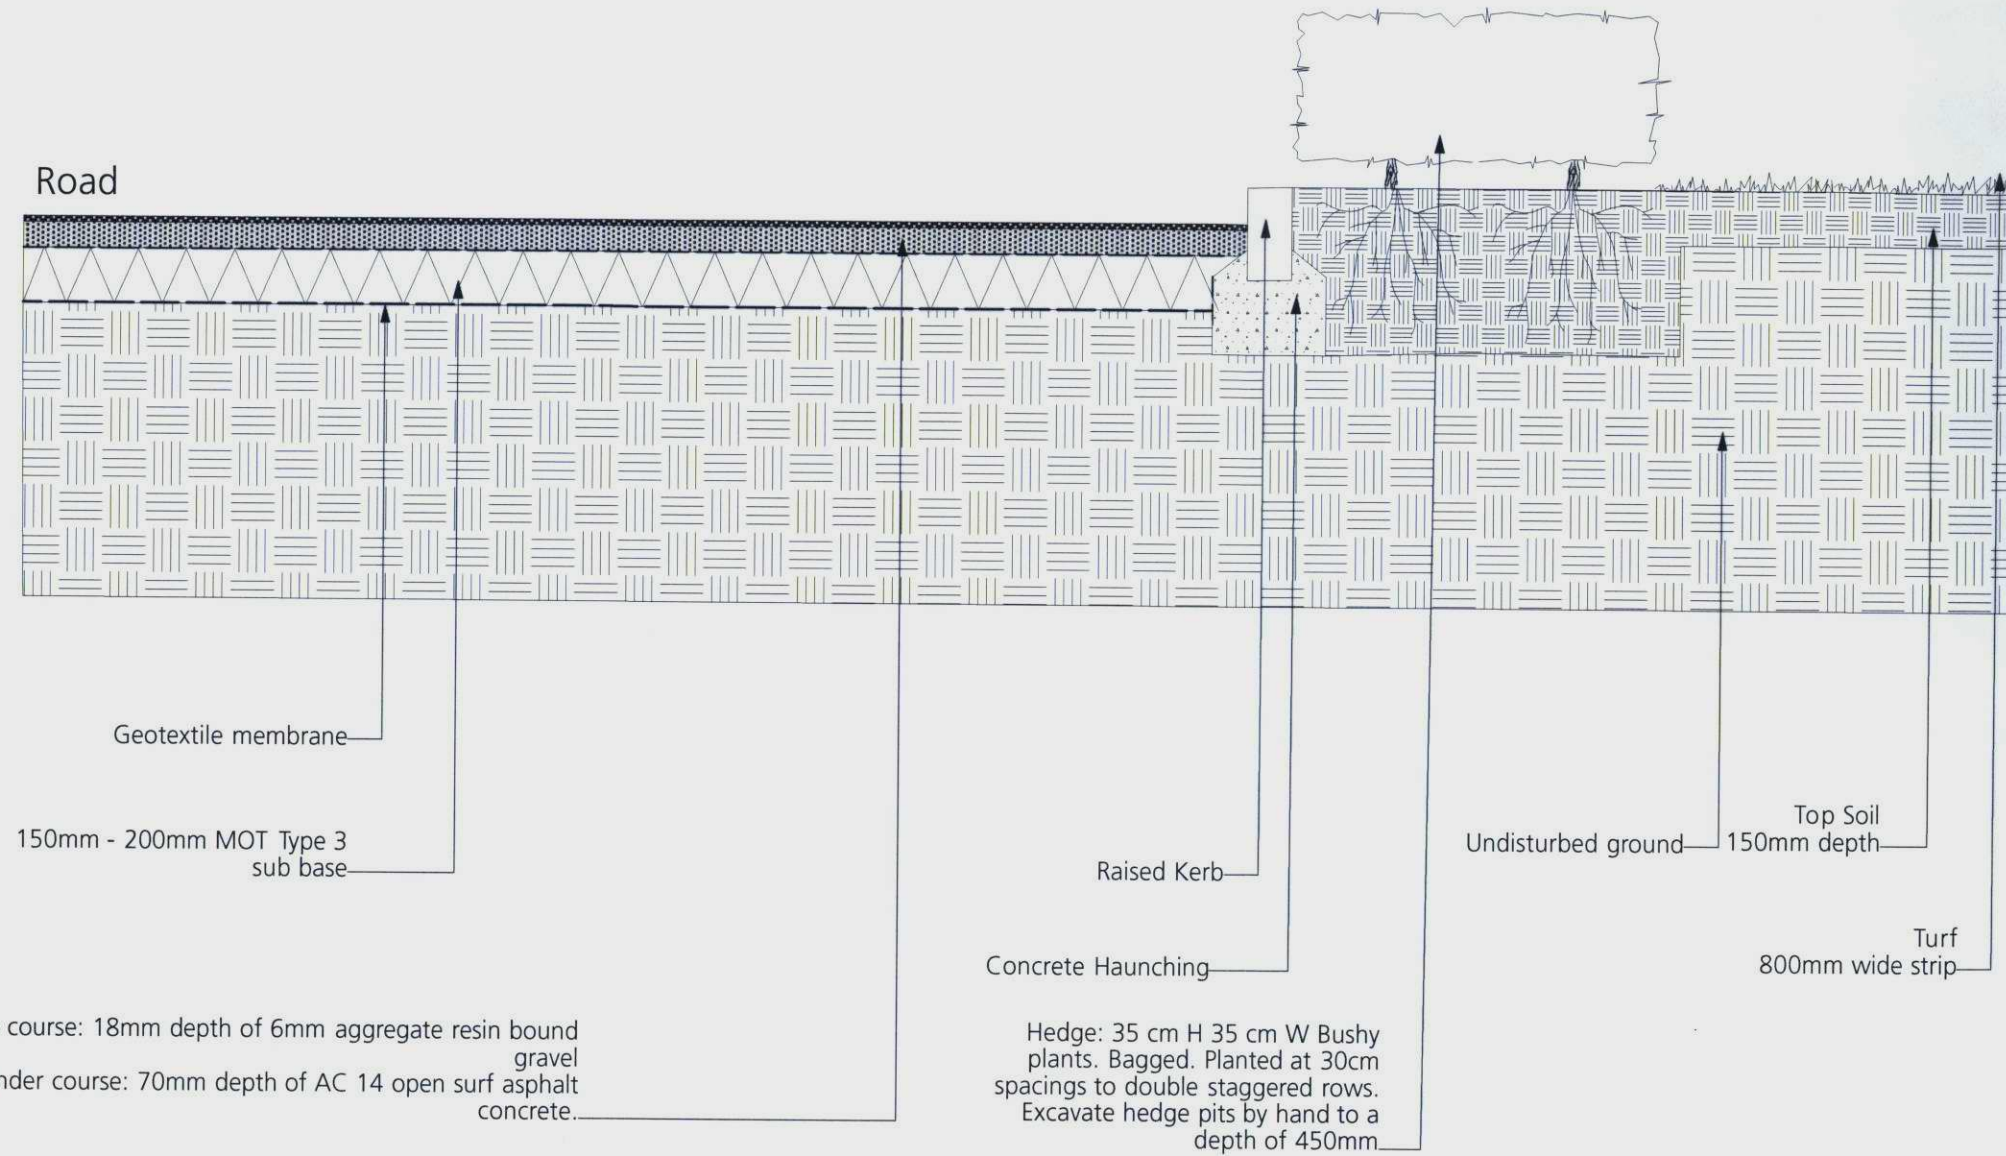 Road
Geotextile membrane
150mm - 200mm MOT Type 3
sub base
course: 18mm depth of 6mm aggregate resin bound
gravel
course: 70mm depth of AC 14 open surf asphalt
concrete.
Raised Kerb
Concrete Haunching
Hedge: 35 cm H 35 cm W Bushy
plants. Bagged. Planted at 30cm
spacings to double staggered rows.
Excavate hedge pits by hand to a
depth of 450mm
Undisturbed ground
Top Soil
150mm depth
Turf
800mm wide strip